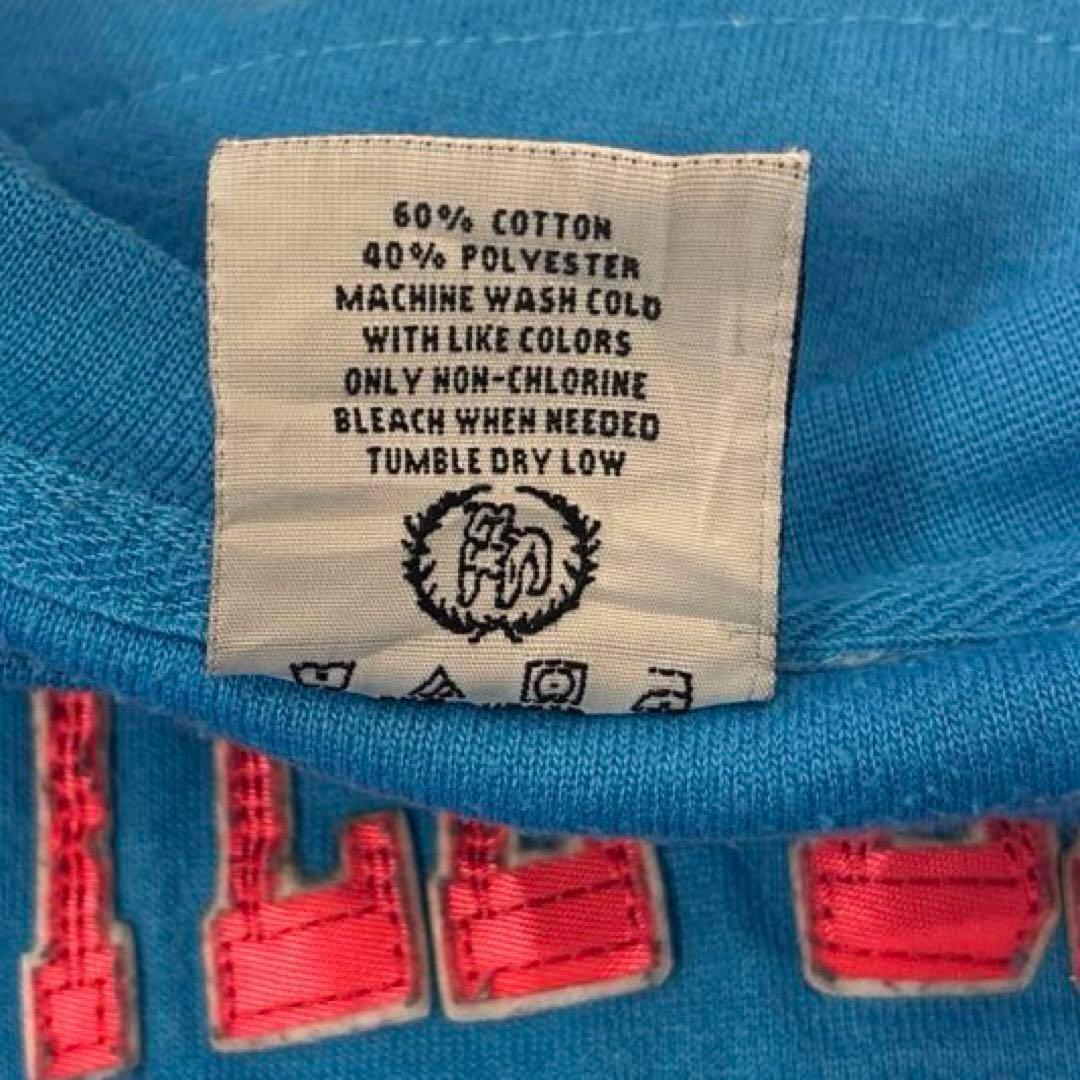 60% COTTON
40% POLYESTER
MACHINE WASH COLD
WITH LIKE COLORS
ONLY NON-CHLORINE
BLEACH WHEN NEEDED
TUMBLE DRY LOW